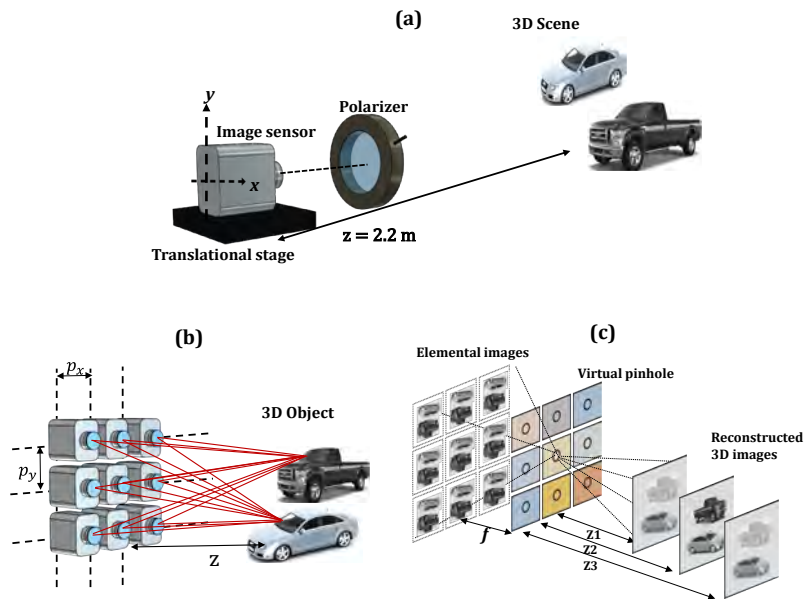 (a)
3D Scene
Polarizer
y
Image sensor
x
z = 2.2 m
Translational stage
(b)
p_x
3D Object
p_y
Z
(c)
Elemental images
Virtual pinhole
Reconstructed
3D images
f
Z1
Z2
Z3